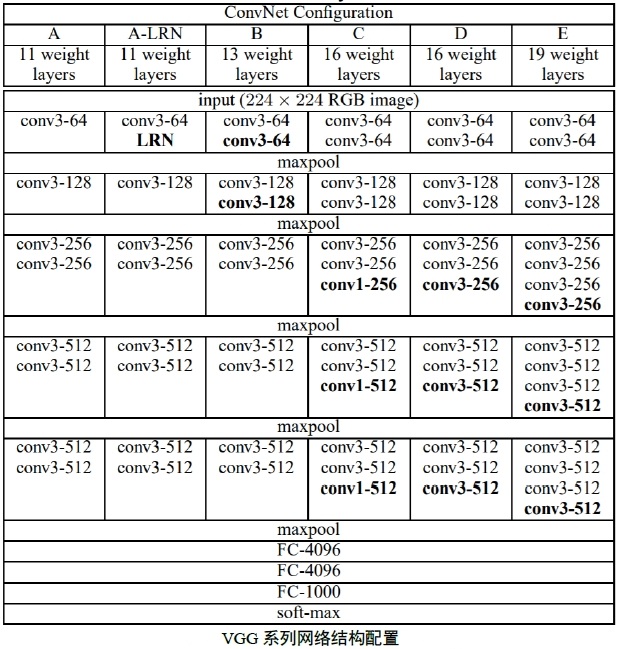 ConvNet Configuration
A A-LRN B C D E
11 weight 11 weight 13 weight 16 weight 16 weight 19 weight
layers layers layers layers layers layers
input (224 × 224 RGB image)
conv3-64 conv3-64 conv3-64 conv3-64 conv3-64 conv3-64
LRN conv3-64 conv3-64 conv3-64 conv3-64
maxpool
conv3-128 conv3-128 conv3-128 conv3-128 conv3-128 conv3-128
conv3-128 conv3-128 conv3-128 conv3-128
maxpool
conv3-256 conv3-256 conv3-256 conv3-256 conv3-256 conv3-256
conv3-256 conv3-256 conv3-256 conv3-256 conv3-256 conv3-256
conv1-256 conv3-256 conv3-256
conv3-256
maxpool
conv3-512 conv3-512 conv3-512 conv3-512 conv3-512 conv3-512
conv3-512 conv3-512 conv3-512 conv3-512 conv3-512 conv3-512
conv1-512 conv3-512 conv3-512
conv3-512
maxpool
conv3-512 conv3-512 conv3-512 conv3-512 conv3-512 conv3-512
conv3-512 conv3-512 conv3-512 conv3-512 conv3-512 conv3-512
conv1-512 conv3-512 conv3-512
conv3-512
maxpool
FC-4096
FC-4096
FC-1000
soft-max
VGG 系列网络结构配置